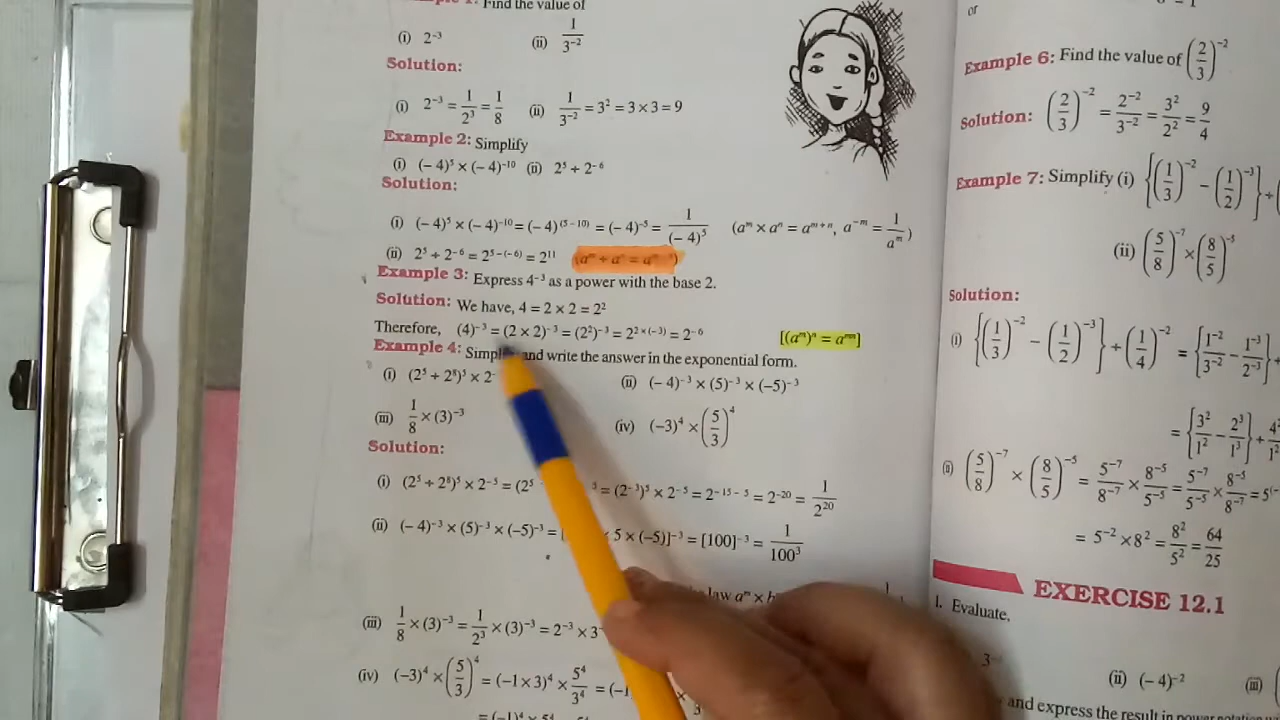 Find the value of
(i) 2⁻³ (ii) 1/3⁻²
Solution:
(i) 2⁻³ = 1/2³ = 1/8 (ii) 1/3⁻² = 3² = 3 × 3 = 9
Example 2: Simplify
(i) (– 4)⁵ × (– 4)⁻¹⁰ (ii) 2⁵ ÷ 2⁻⁶
Solution:
(i) (– 4)⁵ × (– 4)⁻¹⁰ = (– 4)⁽⁵ ⁻ ¹⁰⁾ = (– 4)⁻⁵ = 1/(– 4)⁵ (aᵐ × aⁿ = aᵐ⁺ⁿ, a⁻ᵐ = 1/aᵐ)
(ii) 2⁵ ÷ 2⁻⁶ = 2⁵⁻⁽⁻⁶⁾ = 2¹¹
Example 3: Express 4⁻³ as a power with the base 2.
Solution: We have, 4 = 2 × 2 = 2²
Therefore, (4)⁻³ = (2 × 2)⁻³ = (2²)⁻³ = 2²ˣ⁽⁻³⁾ = 2⁻⁶ [(aᵐ)ⁿ = aᵐⁿ]
Example 4: and write the answer in the exponential form.
(i) (2⁵ ÷ 2⁸)⁵ × 2⁻ (ii) (– 4)⁻³ × (5)⁻³ × (–5)⁻³
(iii) 1/8 × (3)⁻³ (iv) (–3)⁴ × (5/3)⁴
Solution:
(i) (2⁵ ÷ 2⁸)⁵ × 2⁻⁵ = (2⁵ = (2⁻³)⁵ × 2⁻⁵ = 2⁻¹⁵⁻⁵ = 2⁻²⁰ = 1/2²⁰
(ii) (– 4)⁻³ × (5)⁻³ × (–5)⁻³ = [ 5 × (–5)]⁻³ = [100]⁻³ = 1/100³
law aᵐ ×
(iii) 1/8 × (3)⁻³ = 1/2³ × (3)⁻³ = 2⁻³ × 3
(iv) (–3)⁴ × (5/3)⁴ = (–1 × 3)⁴ × 5⁴/3⁴ =
or
Example 6: Find the value of (2/3)⁻²
Solution: (2/3)⁻² = 2⁻²/3⁻² = 3²/2² = 9/4
Example 7: Simplify (i) {(1/3)⁻² – (1/2)⁻³} ÷
(ii) (5/8)⁻⁷ × (8/5)⁻⁵
Solution:
(i) {(1/3)⁻² – (1/2)⁻³} ÷ (1/4)⁻² = {1⁻²/3⁻² – 1⁻³/2⁻³} ÷
= {3²/1² – 2³/1³} ÷
(ii) (5/8)⁻⁷ × (8/5)⁻⁵ = 5⁻⁷/8⁻⁷ × 8⁻⁵/5⁻⁵ = 5⁻⁷/5⁻⁵ × 8⁻⁵/8⁻⁷ =
= 5⁻² × 8² = 8²/5² = 64/25
EXERCISE 12.1
1. Evaluate,
3⁻ (ii) (– 4)⁻² (iii)
and express the result in power notation